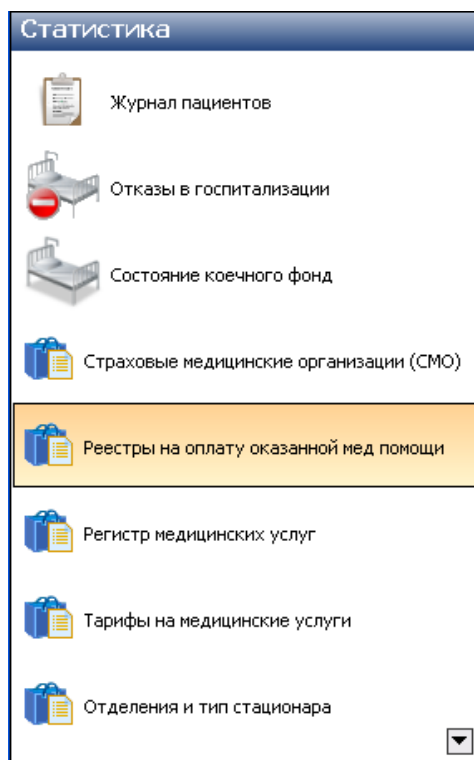 Статистика
Журнал пациентов
Отказы в госпитализации
Состояние коечного фонд
Страховые медицинские организации (СМО)
Реестры на оплату оказанной мед помощи
Регистр медицинских услуг
Тарифы на медицинские услуги
Отделения и тип стационара